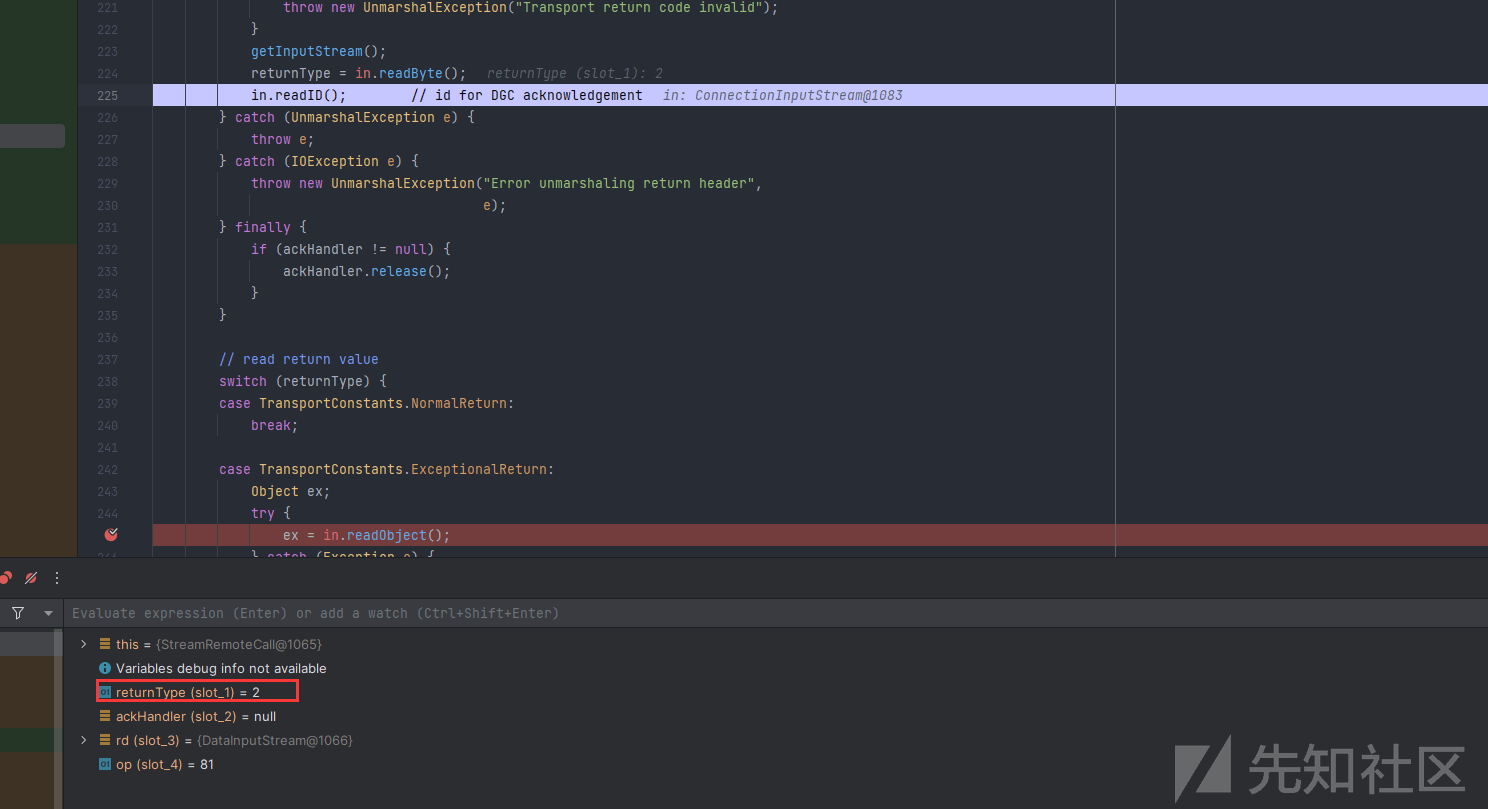 221 throw new UnmarshalException("Transport return code invalid");
222 }
223 getInputStream();
224 returnType = in.readByte(); returnType (slot_1): 2
225 in.readID(); // id for DGC acknowledgement in: ConnectionInputStream@1083
226 } catch (UnmarshalException e) {
227 throw e;
228 } catch (IOException e) {
229 throw new UnmarshalException("Error unmarshaling return header",
230 e);
231 } finally {
232 if (ackHandler != null) {
233 ackHandler.release();
234 }
235 }
236
237 // read return value
238 switch (returnType) {
239 case TransportConstants.NormalReturn:
240 break;
241
242 case TransportConstants.ExceptionalReturn:
243 Object ex;
244 try {
ex = in.readObject();
246 } catch (Exception e) {
Evaluate expression (Enter) or add a watch (Ctrl+Shift+Enter)
this = {StreamRemoteCall@1065}
Variables debug info not available
returnType (slot_1) = 2
ackHandler (slot_2) = null
rd (slot_3) = {DataInputStream@1066}
op (slot_4) = 81
先知社区